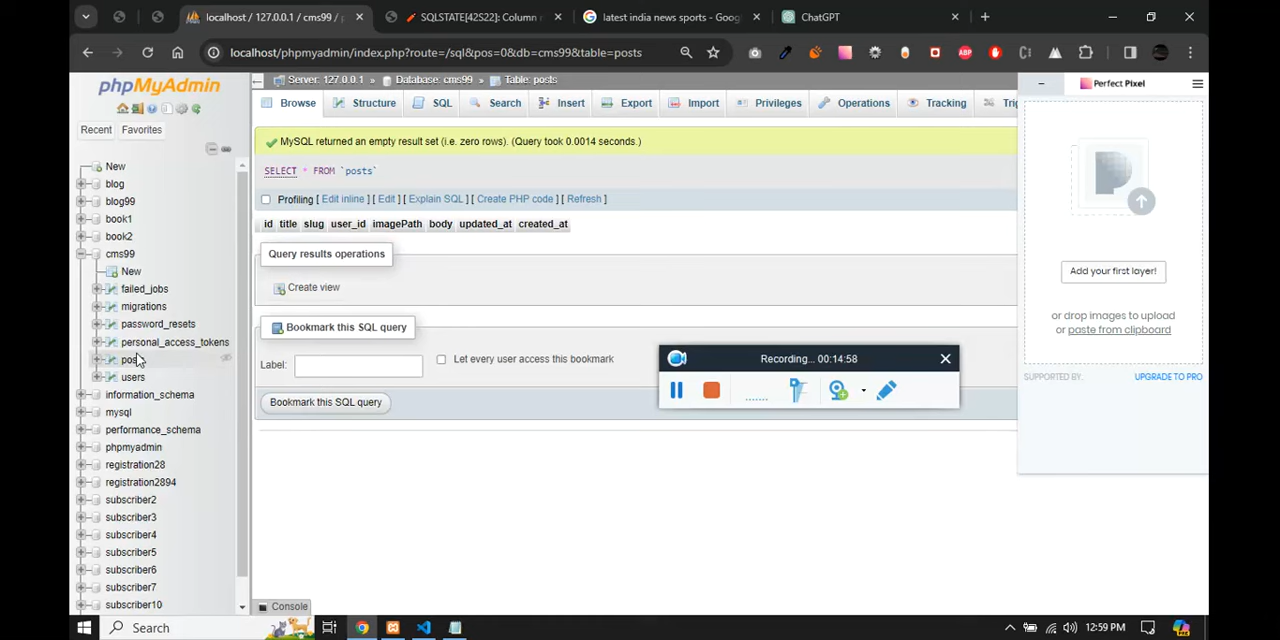 localhost / 127.0.0.1 / cms99 / p
SQLSTATE[42S22]: Column n
latest india news sports - Goog
ChatGPT
localhost/phpmyadmin/index.php?route=/sql&pos=0&db=cms99&table=posts
ABP
phpMyAdmin
Recent
Favorites
New
blog
blog99
book1
book2
cms99
New
failed_jobs
migrations
password_resets
personal_access_tokens
users
information_schema
mysql
performance_schema
phpmyadmin
registration28
registration2894
subscriber2
subscriber3
subscriber4
subscriber5
subscriber6
subscriber7
subscriber10
Server: 127.0.0.1 » Database: cms99 » Table: posts
Browse Structure SQL Search Insert Export Import Privileges Operations Tracking Tri
MySQL returned an empty result set (i.e. zero rows). (Query took 0.0014 seconds.)
SELECT * FROM `posts`
Profiling [ Edit inline ] [ Edit ] [ Explain SQL ] [ Create PHP code ] [ Refresh ]
id title slug user_id imagePath body updated_at created_at
Query results operations
Create view
Bookmark this SQL query
Label:
Let every user access this bookmark
Bookmark this SQL query
Console
Recording... 00:14:58
Perfect Pixel
Add your first layer!
or drop images to upload
or paste from clipboard
SUPPORTED BY:
UPGRADE TO PRO
Search
12:59 PM